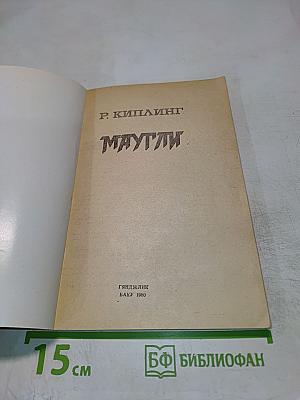 Р. КИПЛИНГ
МАУГЛИ
ГЯНДЖЛИК
БАКУ 1980
15 см
БФ БИБЛИОФАН